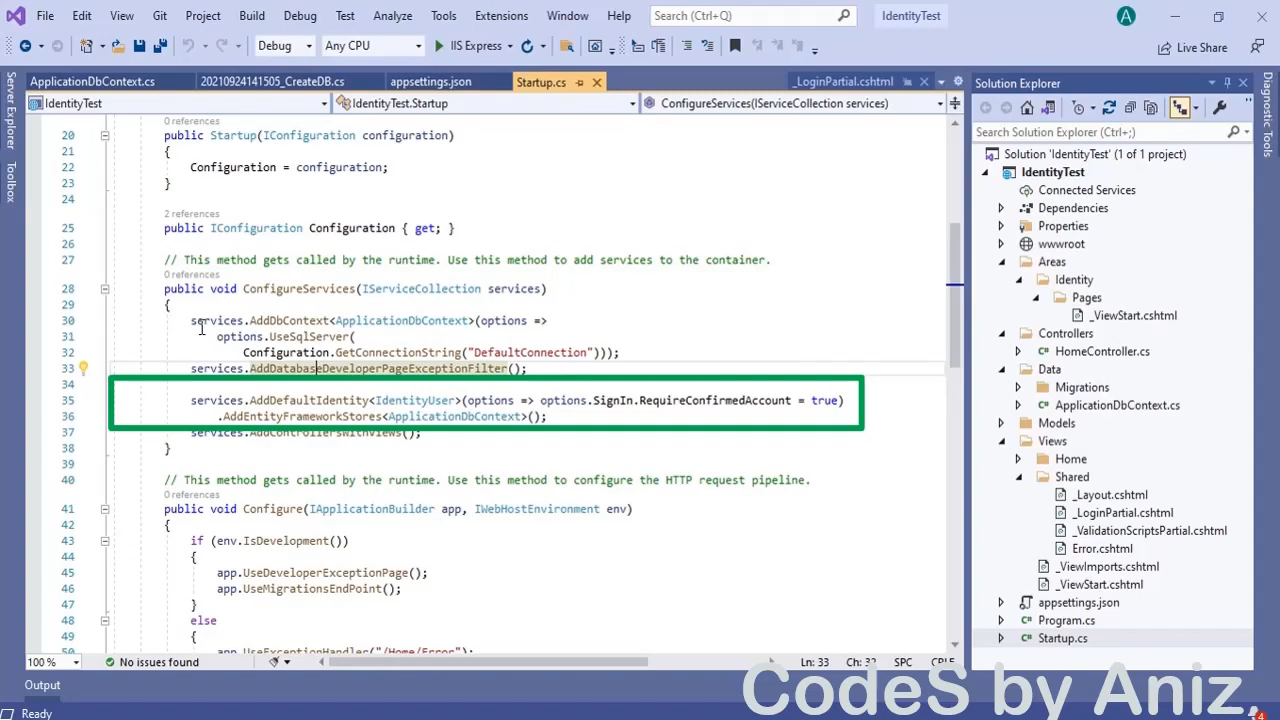 File Edit View Git Project Build Debug Test Analyze Tools Extensions Window Help Search (Ctrl+Q) IdentityTest A
Debug Any CPU IIS Express Live Share
Server Explorer
Toolbox
ApplicationDbContext.cs 20210924141505_CreateDB.cs appsettings.json Startup.cs _LoginPartial.cshtml
IdentityTest IdentityTest.Startup ConfigureServices(IServiceCollection services)
0 references
20 public Startup(IConfiguration configuration)
21 {
22 Configuration = configuration;
23 }
24
2 references
25 public IConfiguration Configuration { get; }
26
27 // This method gets called by the runtime. Use this method to add services to the container.
0 references
28 public void ConfigureServices(IServiceCollection services)
29 {
30 services.AddDbContext<ApplicationDbContext>(options =>
31 options.UseSqlServer(
32 Configuration.GetConnectionString("DefaultConnection")));
33 services.AddDatabaseDeveloperPageExceptionFilter();
34
35 services.AddDefaultIdentity<IdentityUser>(options => options.SignIn.RequireConfirmedAccount = true)
36 .AddEntityFrameworkStores<ApplicationDbContext>();
37 services.AddControllersWithViews();
38 }
39
40 // This method gets called by the runtime. Use this method to configure the HTTP request pipeline.
0 references
41 public void Configure(IApplicationBuilder app, IWebHostEnvironment env)
42 {
43 if (env.IsDevelopment())
44 {
45 app.UseDeveloperExceptionPage();
46 app.UseMigrationsEndPoint();
47 }
48 else
49 {
50 app.UseExceptionHandler("/Home/Error");
100 % No issues found Ln: 33 Ch: 32 SPC CRLF
Output
Ready
Solution Explorer
Search Solution Explorer (Ctrl+;)
Solution 'IdentityTest' (1 of 1 project)
IdentityTest
Connected Services
Dependencies
Properties
wwwroot
Areas
Identity
Pages
_ViewStart.cshtml
Controllers
HomeController.cs
Data
Migrations
ApplicationDbContext.cs
Models
Views
Home
Shared
_Layout.cshtml
_LoginPartial.cshtml
_ValidationScriptsPartial.cshtml
Error.cshtml
_ViewImports.cshtml
_ViewStart.cshtml
appsettings.json
Program.cs
Startup.cs
Diagnostic Tools
CodeS by Aniz,
4